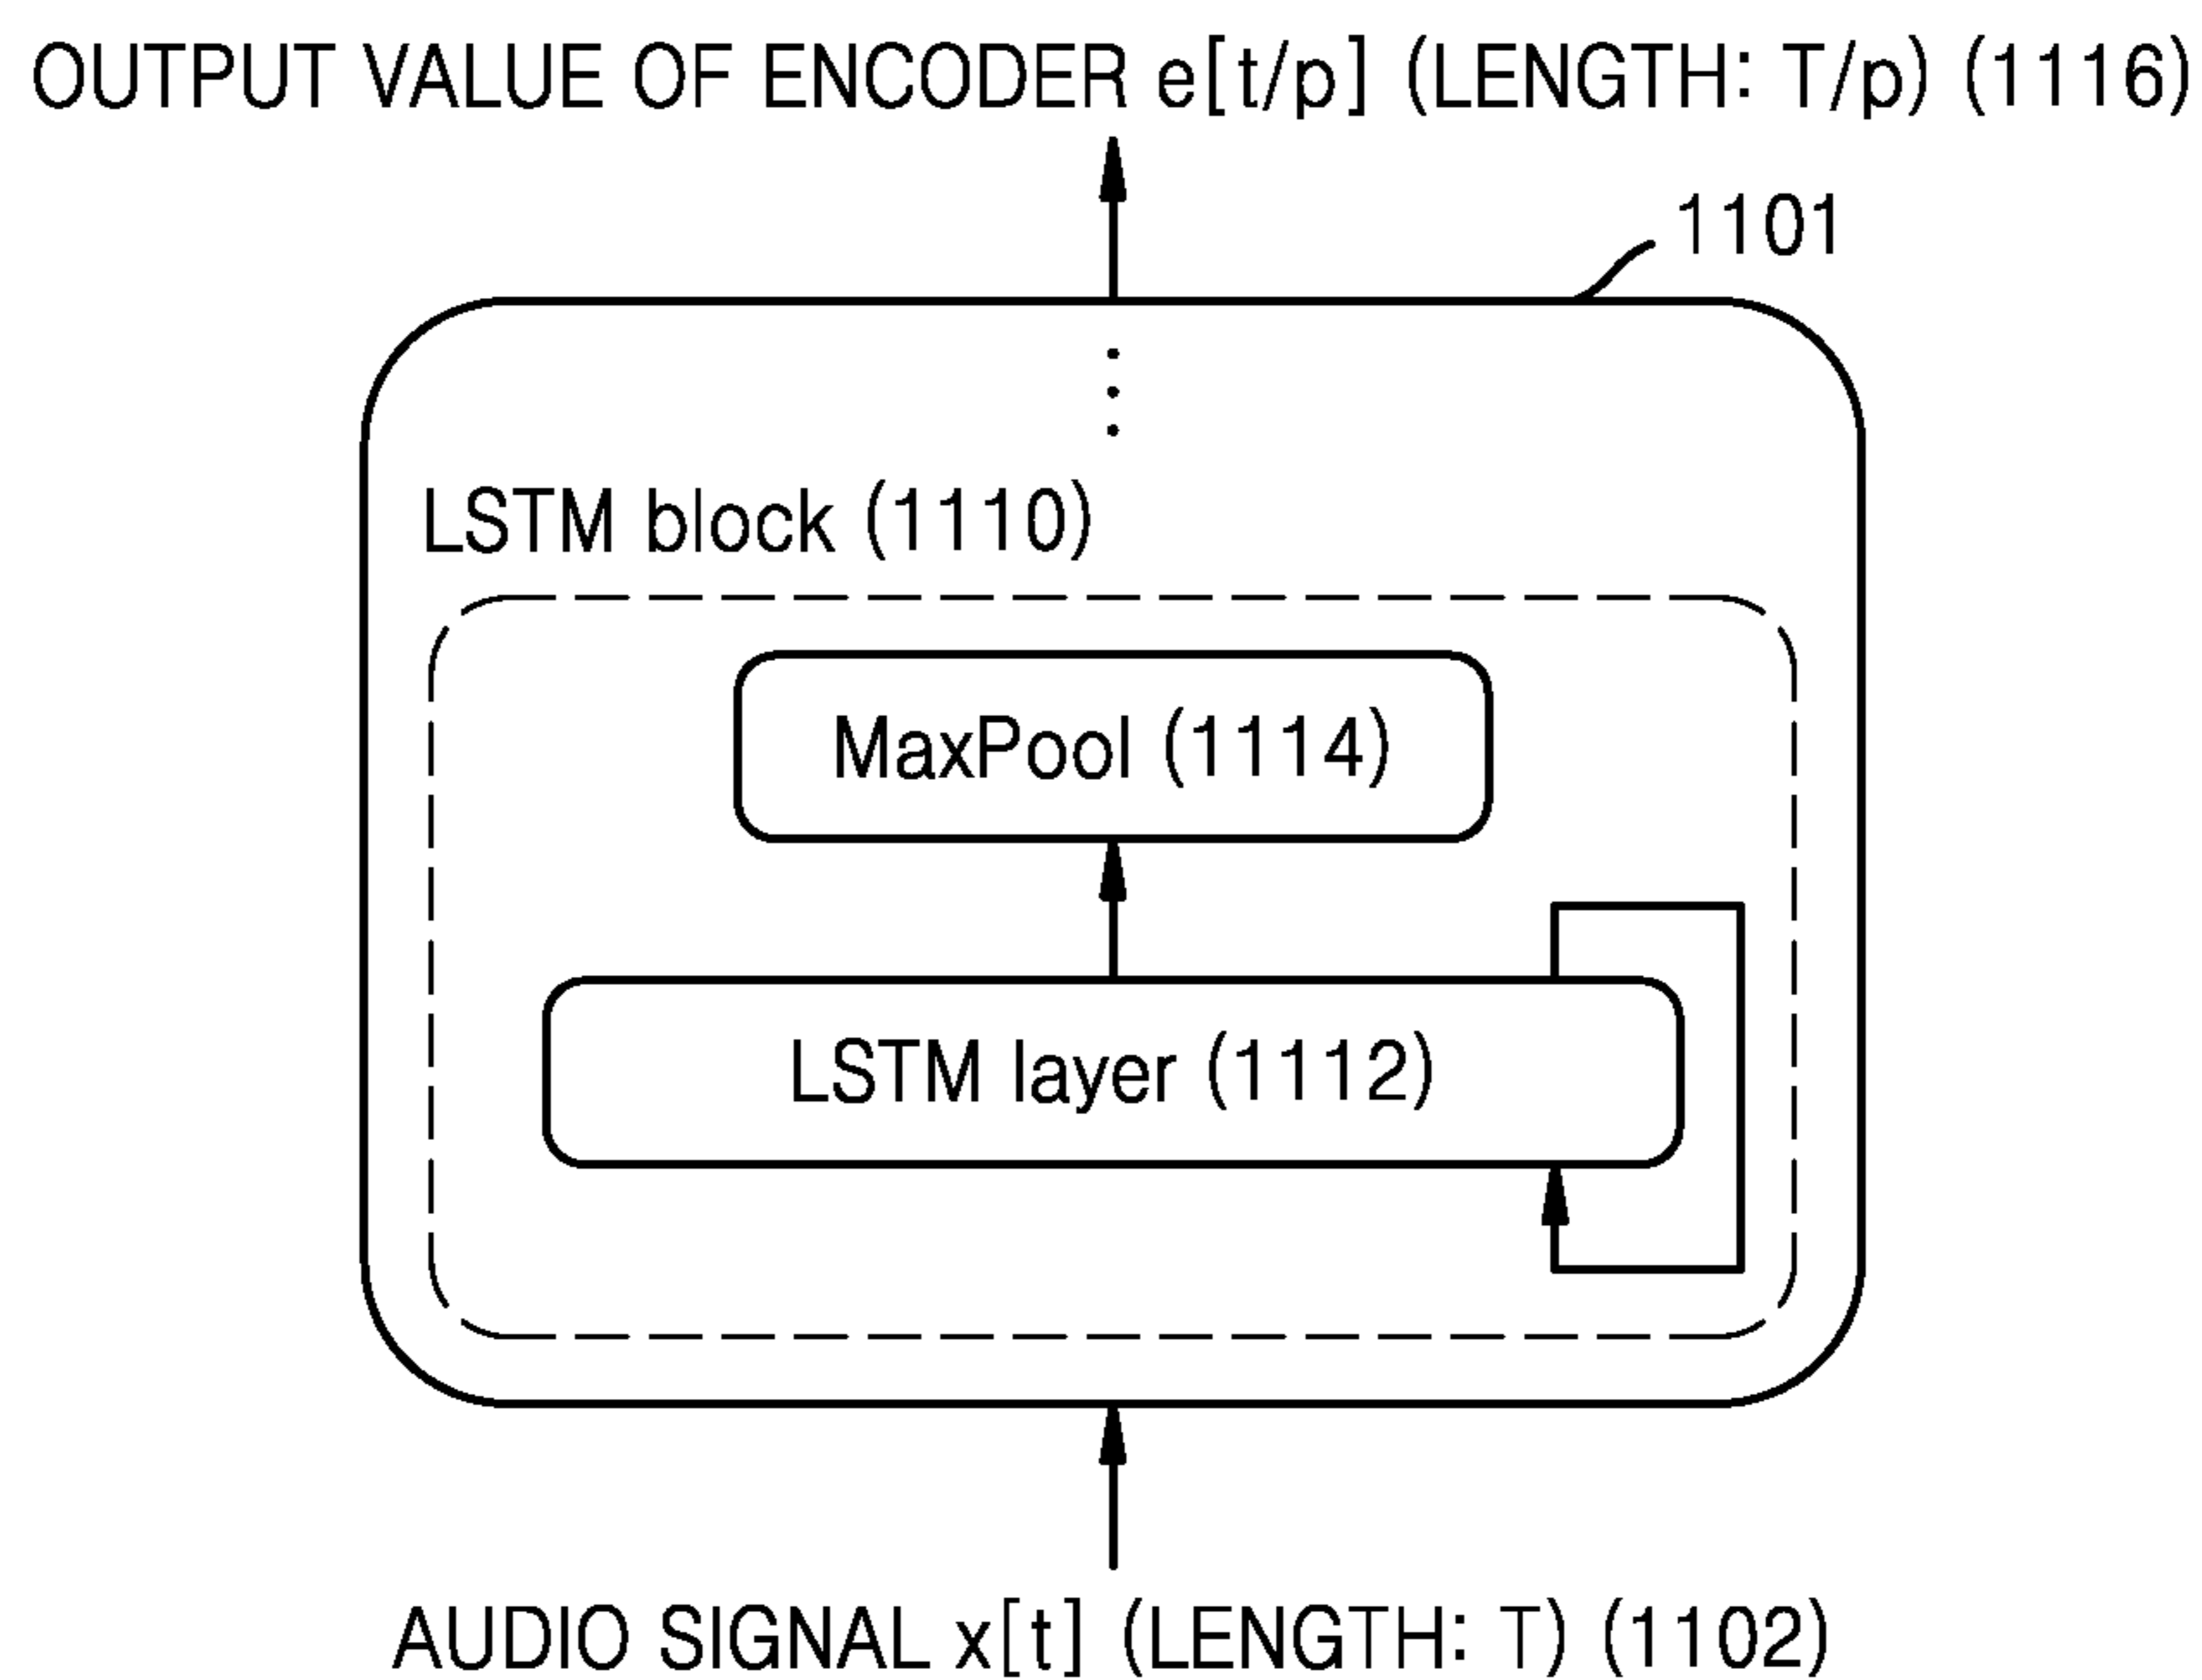 OUTPUT VALUE OF ENCODER e[t/p] (LENGTH: T/p) (1116)
1101
LSTM block (1110)
MaxPool (1114)
LSTM layer (1112)
AUDIO SIGNAL x[t] (LENGTH: T) (1102)